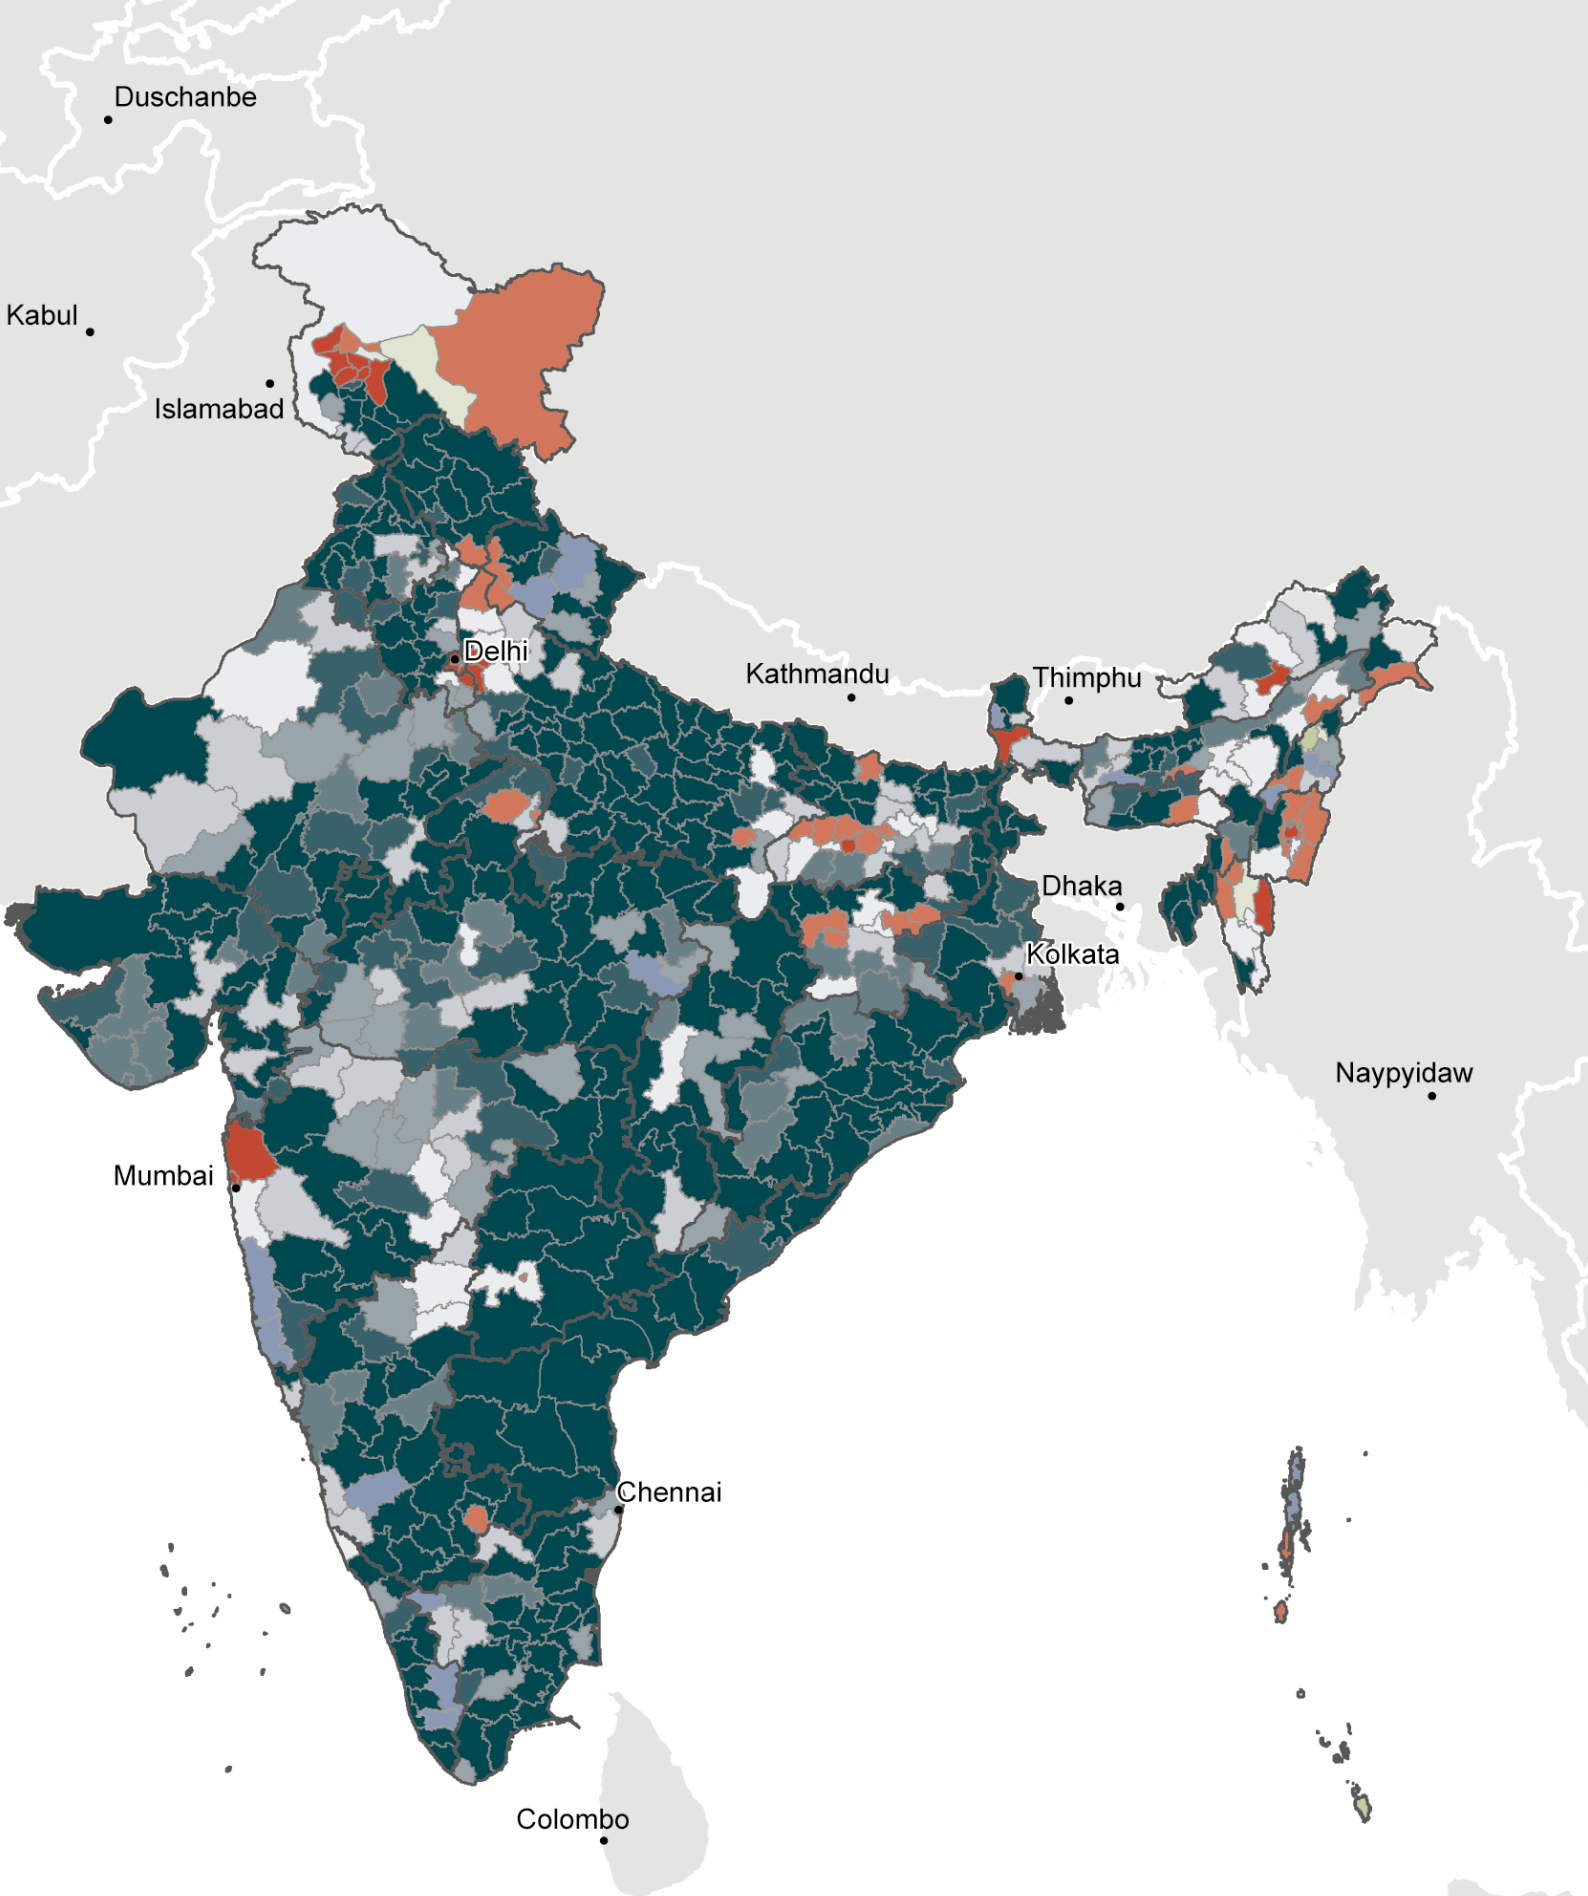 Duschanbe
Kabul
Islamabad
Delhi
Kathmandu
Thimphu
Dhaka
Kolkata
Naypyidaw
Mumbai
Chennai
Colombo